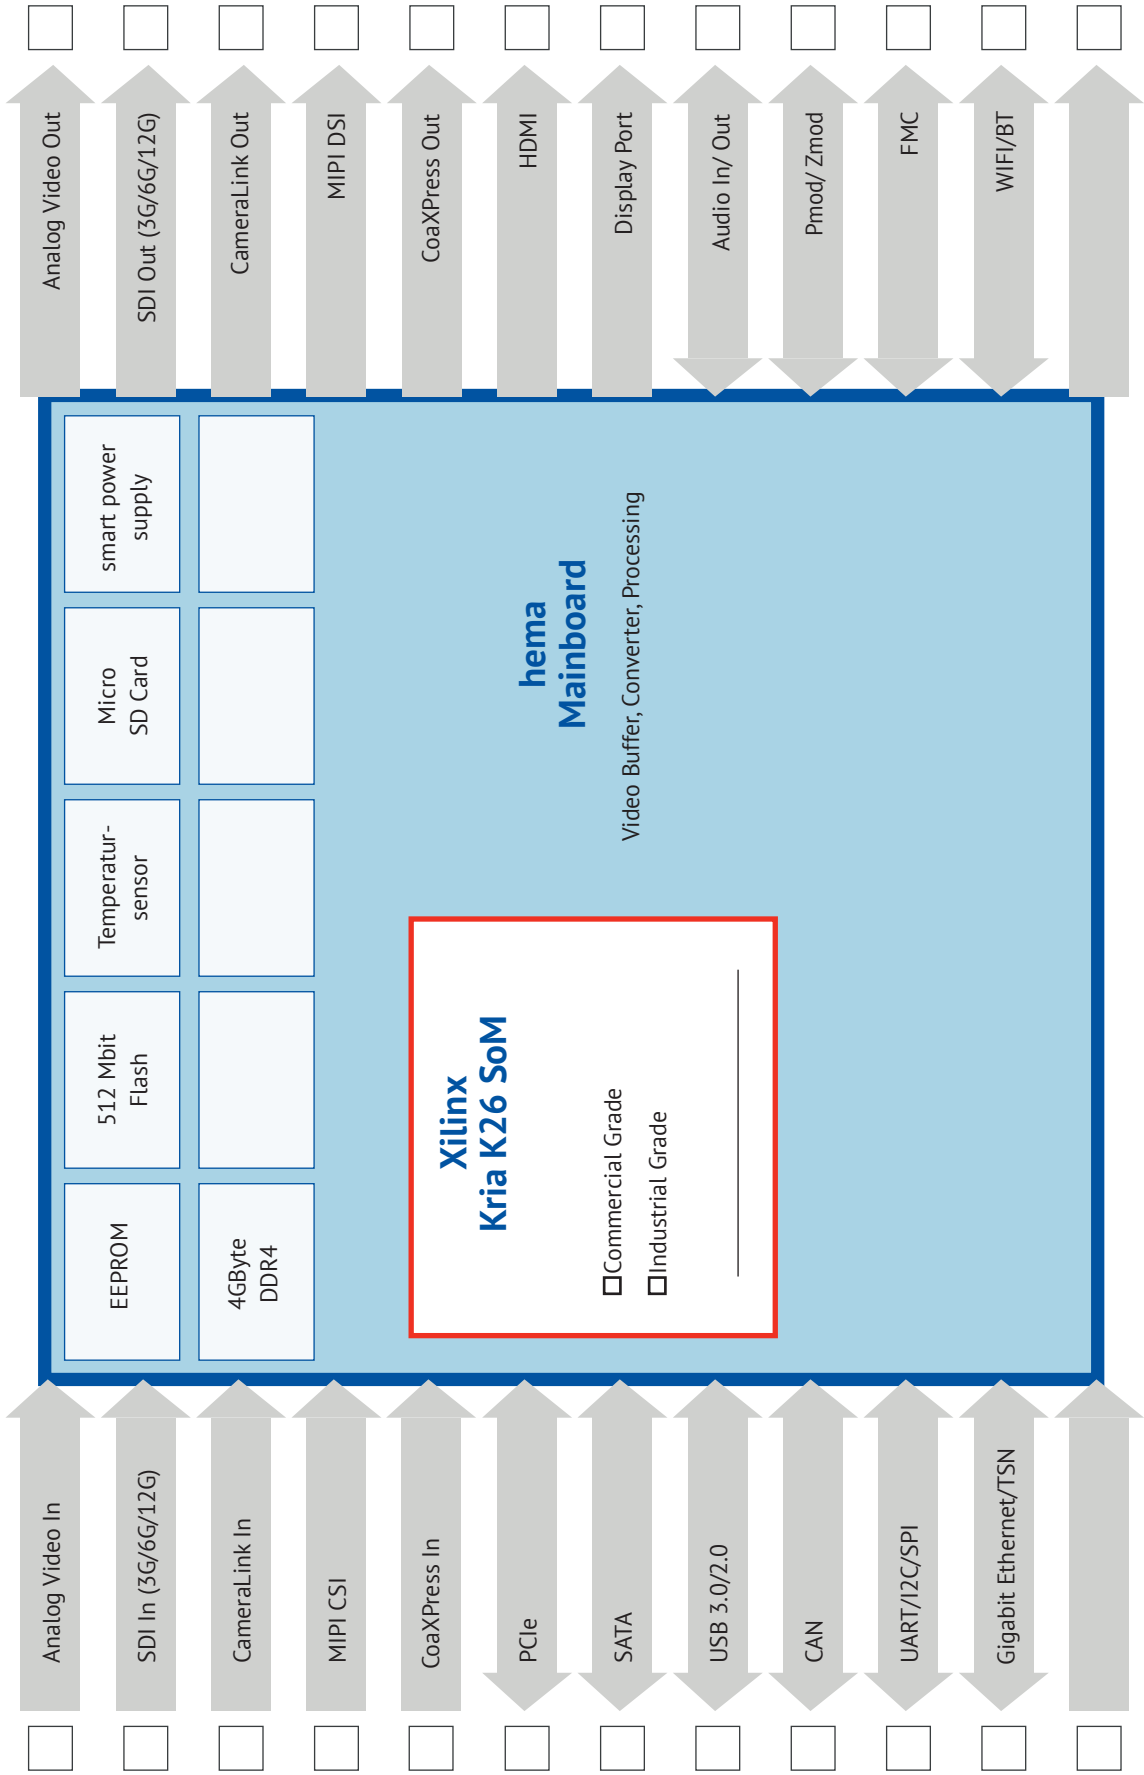 Analog Video In
SDI In (3G/6G/12G)
CameraLink In
MIPI CSI
CoaXPress In
PCIe
SATA
USB 3.0/2.0
CAN
UART/I2C/SPI
Gigabit Ethernet/TSN
EEPROM
512 Mbit
Flash
Temperatur-
sensor
Micro
SD Card
smart power
supply
4GByte
DDR4
Xilinx
Kria K26 SoM
Commercial Grade
Industrial Grade
hema
Mainboard
Video Buffer, Converter, Processing
Analog Video Out
SDI Out (3G/6G/12G)
CameraLink Out
MIPI DSI
CoaXPress Out
HDMI
Display Port
Audio In/ Out
Pmod/ Zmod
FMC
WIFI/BT